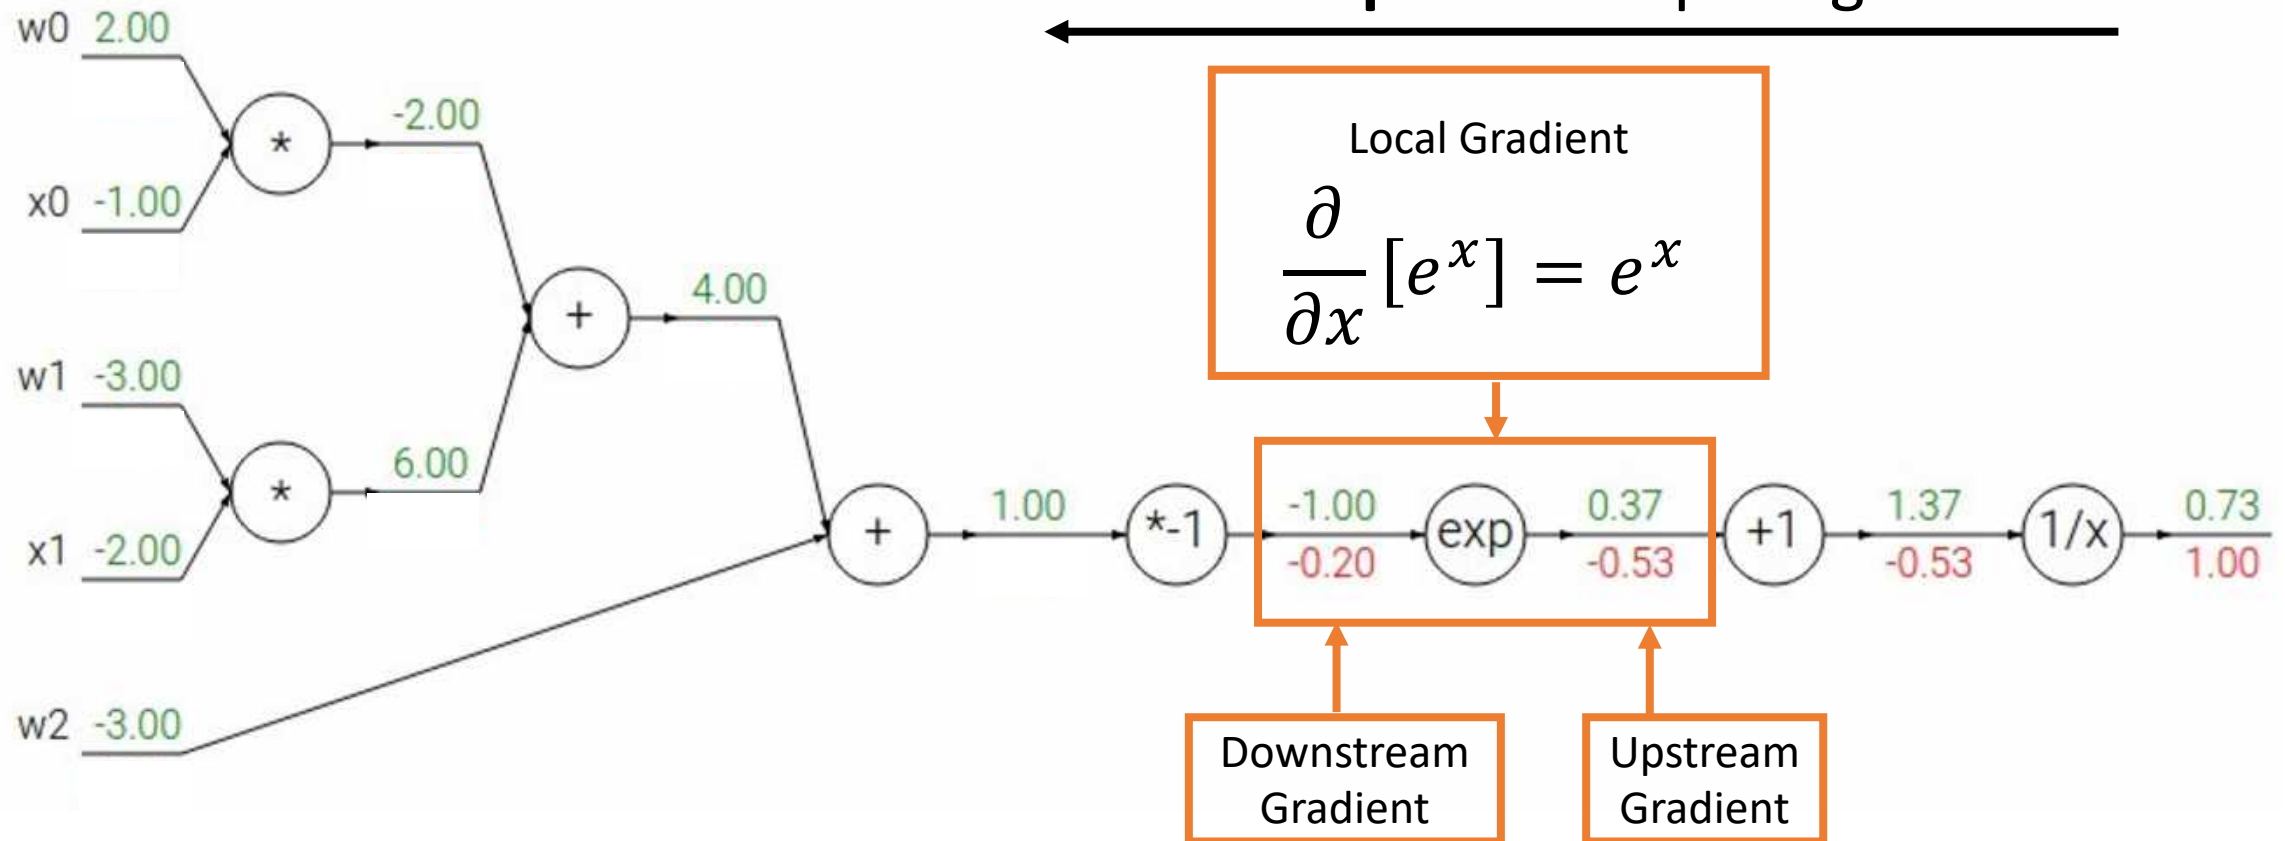 w0 2.00
x0 -1.00
*
-2.00
w1 -3.00
x1 -2.00
*
6.00
+
4.00
w2 -3.00
+
1.00
*-1
-1.00
-0.20
exp
0.37
-0.53
+1
1.37
-0.53
1/x
0.73
1.00
Local Gradient
∂/∂x [e^x] = e^x
Downstream
Gradient
Upstream
Gradient